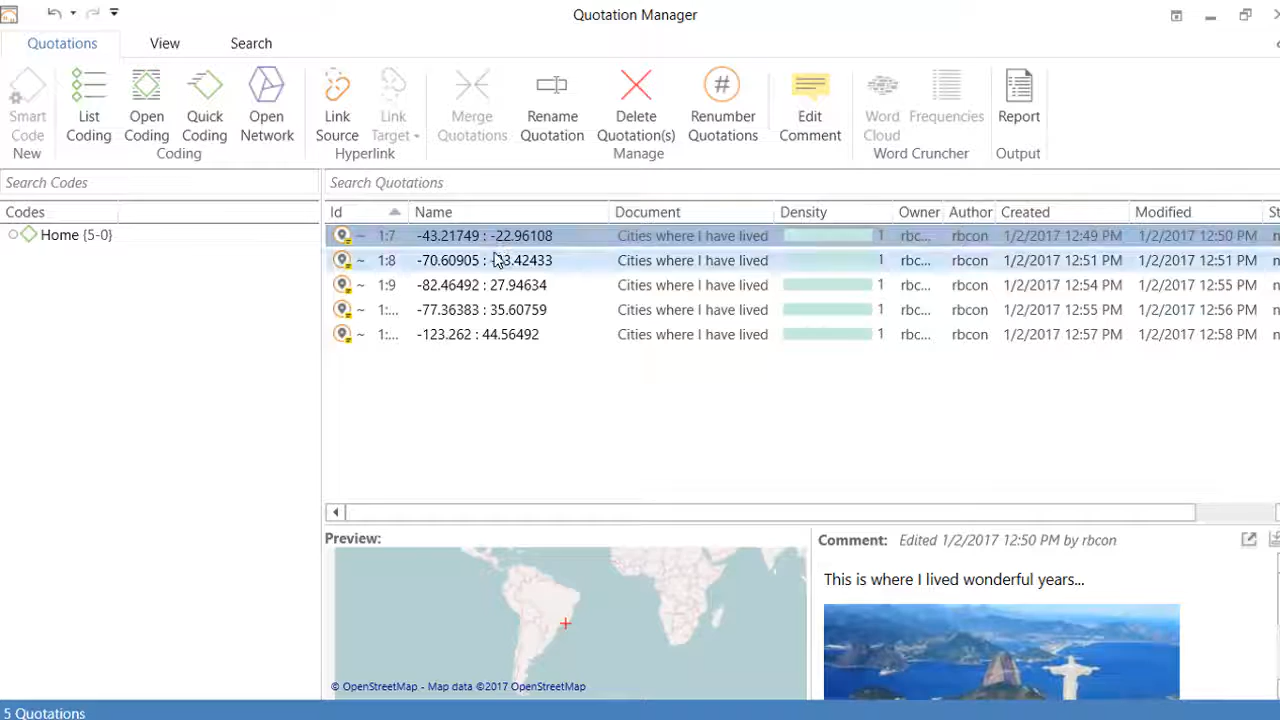 Quotation Manager
Quotations View Search
Smart Code List Coding Open Coding Quick Coding Open Network Link Source Link Target Merge Quotations Rename Quotation Delete Quotation(s) Renumber Quotations Edit Comment Word Cloud Frequencies Report
New Coding Hyperlink Manage Word Cruncher Output
Search Codes Search Quotations
Codes Id Name Document Density Owner Author Created Modified
Home {5-0} ~ 1:7 -43.21749 : -22.96108 Cities where I have lived 1 rbc... rbcon 1/2/2017 12:49 PM 1/2/2017 12:50 PM
~ 1:8 -70.60905 : Cities where I have lived 1 rbc... rbcon 1/2/2017 12:51 PM 1/2/2017 12:51 PM
~ 1:9 -82.46492 : 27.94634 Cities where I have lived 1 rbc... rbcon 1/2/2017 12:54 PM 1/2/2017 12:55 PM
~ 1:... -77.36383 : 35.60759 Cities where I have lived 1 rbc... rbcon 1/2/2017 12:55 PM 1/2/2017 12:56 PM
~ 1:... -123.262 : 44.56492 Cities where I have lived 1 rbc... rbcon 1/2/2017 12:57 PM 1/2/2017 12:58 PM
Preview: Comment: Edited 1/2/2017 12:50 PM by rbcon
This is where I lived wonderful years...
© OpenStreetMap - Map data ©2017 OpenStreetMap
5 Quotations